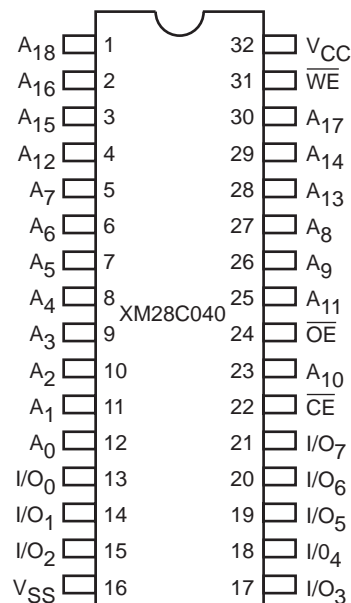 A18 1 32 VCC
A16 2 31 WE
A15 3 30 A17
A12 4 29 A14
A7 5 28 A13
A6 6 27 A8
A5 7 26 A9
A4 8 25 A11
XM28C040
A3 9 24 OE
A2 10 23 A10
A1 11 22 CE
A0 12 21 I/O7
I/O0 13 20 I/O6
I/O1 14 19 I/O5
I/O2 15 18 I/04
VSS 16 17 I/O3